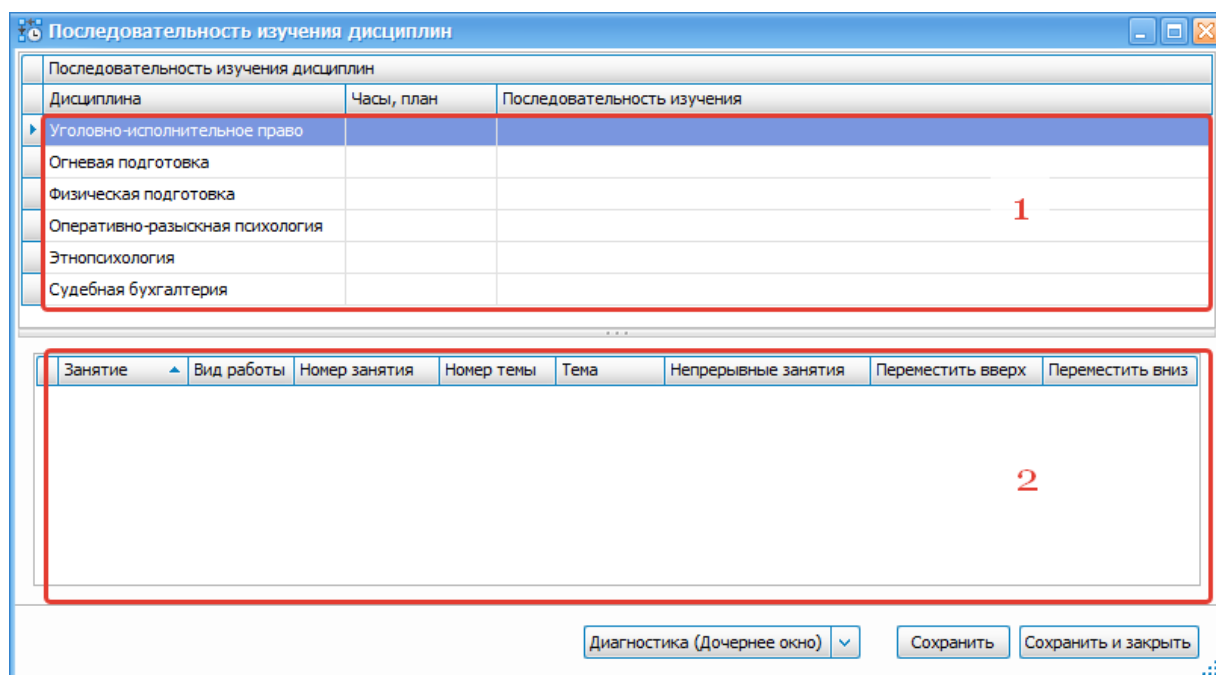 Последовательность изучения дисциплин
Последовательность изучения дисциплин
Дисциплина Часы, план Последовательность изучения
Уголовно-исполнительное право
Огневая подготовка
Физическая подготовка
1
Оперативно-разыскная психология
Этнопсихология
Судебная бухгалтерия
Занятие Вид работы Номер занятия Номер темы Тема Непрерывные занятия Переместить вверх Переместить вниз
2
Диагностика (Дочернее окно) Сохранить Сохранить и закрыть